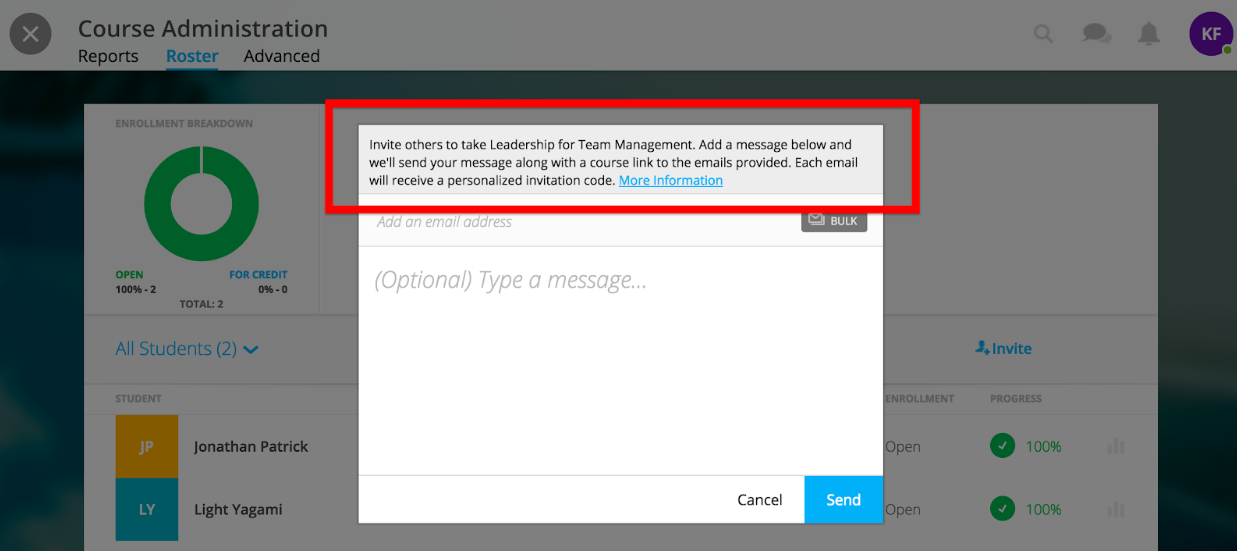 Course Administration
KF
Reports Roster Advanced
ENROLLMENT BREAKDOWN
Invite others to take Leadership for Team Management. Add a message below and
we'll send your message along with a course link to the emails provided. Each email
will receive a personalized invitation code. More Information
Add an email address
BULK
OPEN FOR CREDIT
100% - 2 0% - 0
TOTAL: 2
(Optional) Type a message...
All Students (2)
Invite
STUDENT ENROLLMENT PROGRESS
JP Jonathan Patrick Open 100%
LY Light Yagami Open 100%
Cancel Send